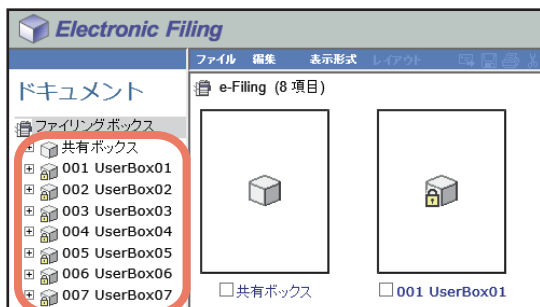 Electronic Filing
ファイル 編集 表示形式 レイアウト
ドキュメント
e-Filing (8 項目)
ファイリングボックス
共有ボックス
001 UserBox01
002 UserBox02
003 UserBox03
004 UserBox04
005 UserBox05
006 UserBox06
007 UserBox07
共有ボックス
001 UserBox01